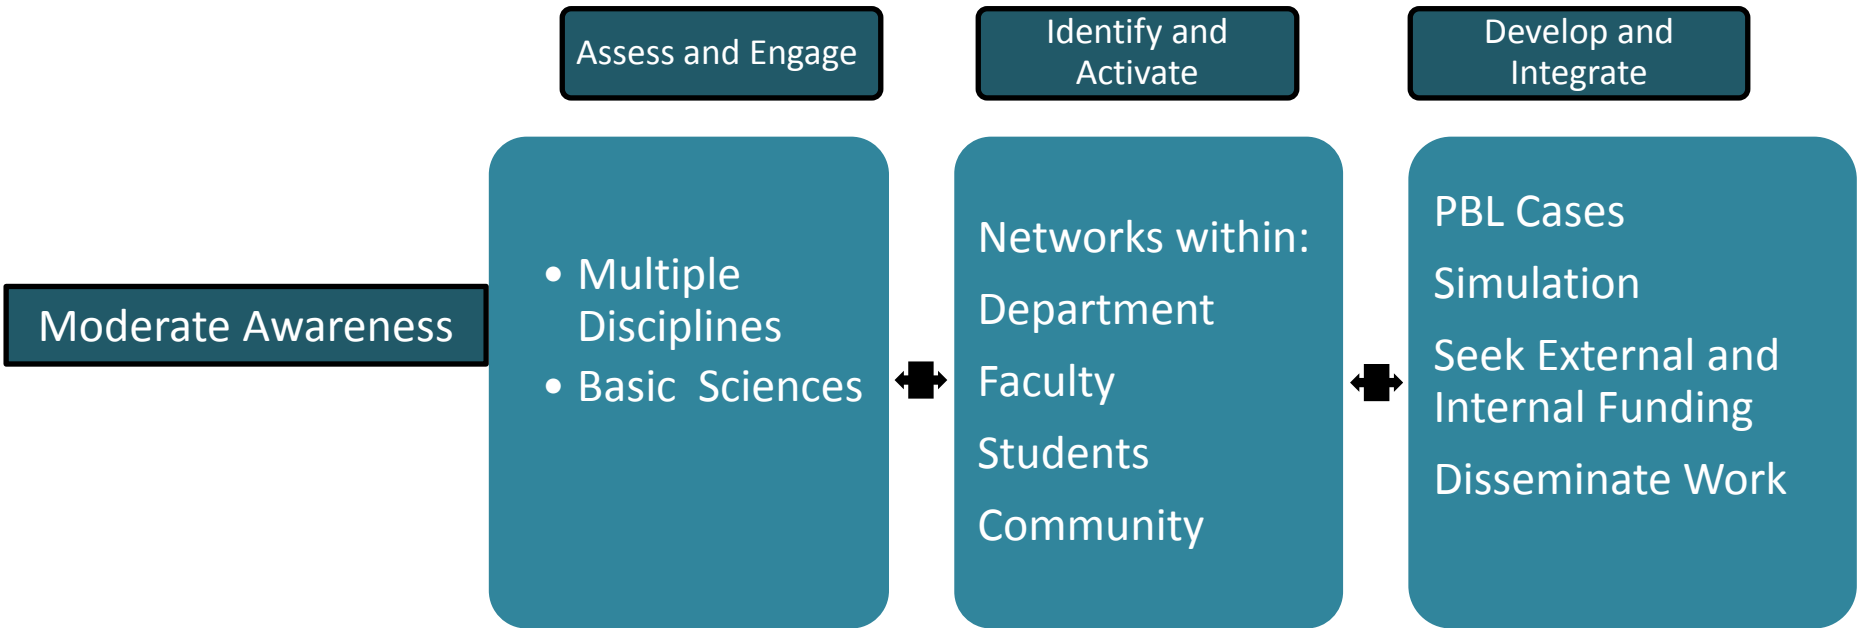 Assess and Engage
Identify and
Activate
Develop and
Integrate
Moderate Awareness
• Multiple
Disciplines
• Basic  Sciences
Networks within:
Department
Faculty
Students
Community
PBL Cases
Simulation
Seek External and
Internal Funding
Disseminate Work